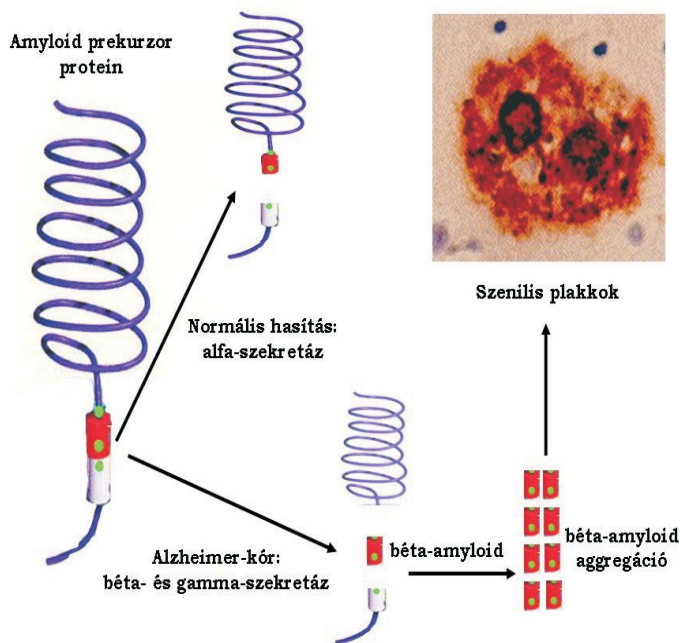 Amyloid prekurzor
protein
Normális hasítás:
alfa-szekretáz
Szenilis plakkok
Alzheimer-kór:
béta- és gamma-szekretáz
béta-amyloid
béta-amyloid
aggregáció